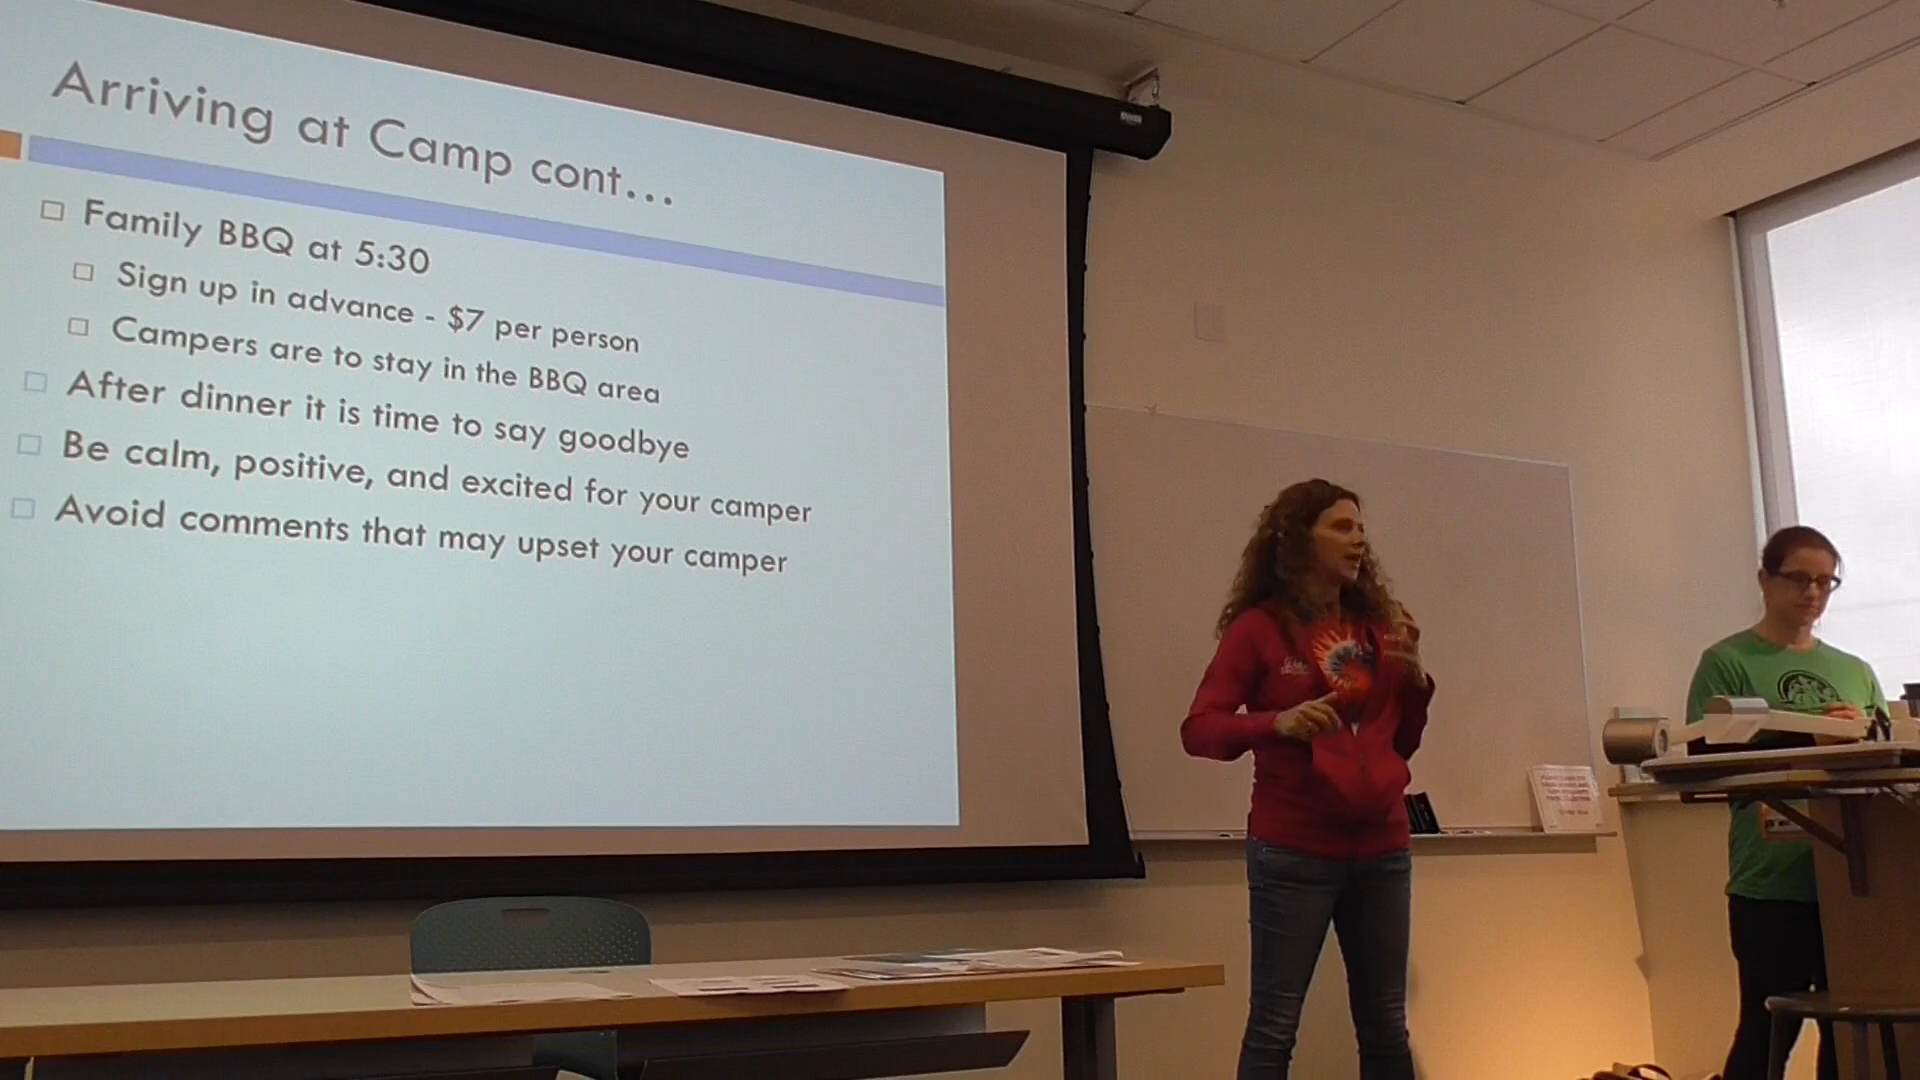 Arriving at Camp cont...
Family BBQ at 5:30
Sign up in advance - $7 per person
Campers are to stay in the BBQ area
After dinner it is time to say goodbye
Be calm, positive, and excited for your camper
Avoid comments that may upset your camper